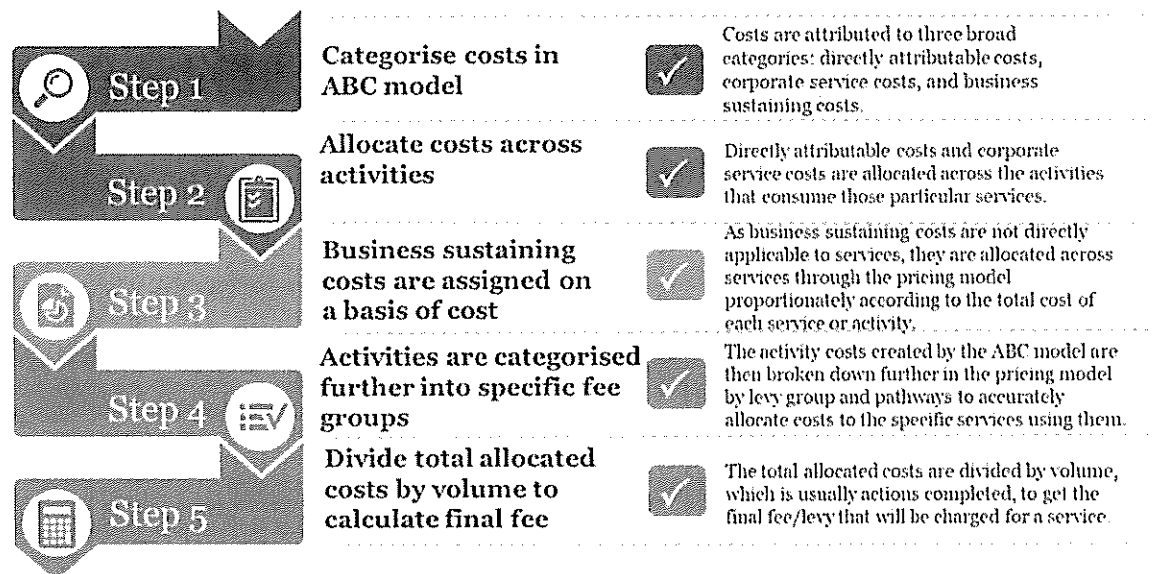 Step 1
Categorise costs in
ABC model
Costs are attributed to three broad
categories: directly attributable costs,
corporate service costs, and business
sustaining costs.
Step 2
Allocate costs across
activities
Directly attributable costs and corporate
service costs are allocated across the activities
that consume those particular services.
Step 3
Business sustaining
costs are assigned on
a basis of cost
As business sustaining costs are not directly
applicable to services, they are allocated across
services through the pricing model
proportionately according to the total cost of
each service or activity.
Step 4
Activities are categorised
further into specific fee
groups
The activity costs created by the ABC model are
then broken down further in the pricing model
by levy group and pathways to accurately
allocate costs to the specific services using them.
Step 5
Divide total allocated
costs by volume to
calculate final fee
The total allocated costs are divided by volume,
which is usually actions completed, to get the
final fee/levy that will be charged for a service.